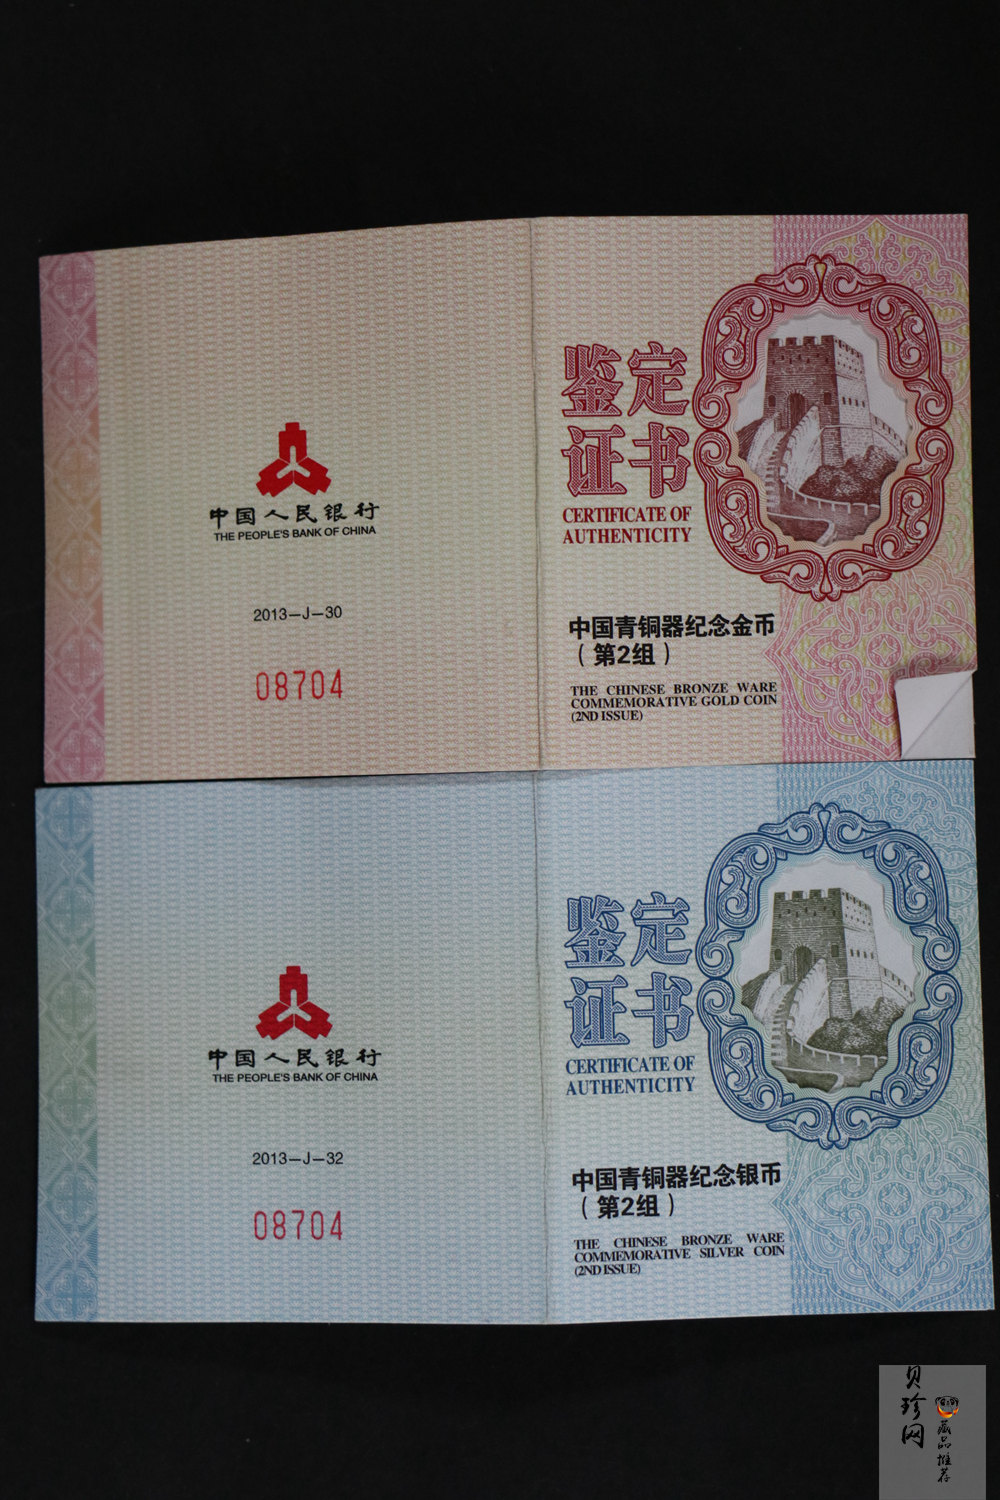 中国人民银行
THE PEOPLE'S BANK OF CHINA
2013—J—30
08704
鉴定
证书
CERTIFICATE OF
AUTHENTICITY
中国青铜器纪念金币
（第2组）
THE CHINESE BRONZE WARE
COMMEMORATIVE GOLD COIN
(2ND ISSUE)
中国人民银行
THE PEOPLE'S BANK OF CHINA
2013—J—32
08704
鉴定
证书
CERTIFICATE OF
AUTHENTICITY
中国青铜器纪念银币
（第2组）
THE CHINESE BRONZE WARE
COMMEMORATIVE SILVER COIN
(2ND ISSUE)
贝珍网
藏品推荐